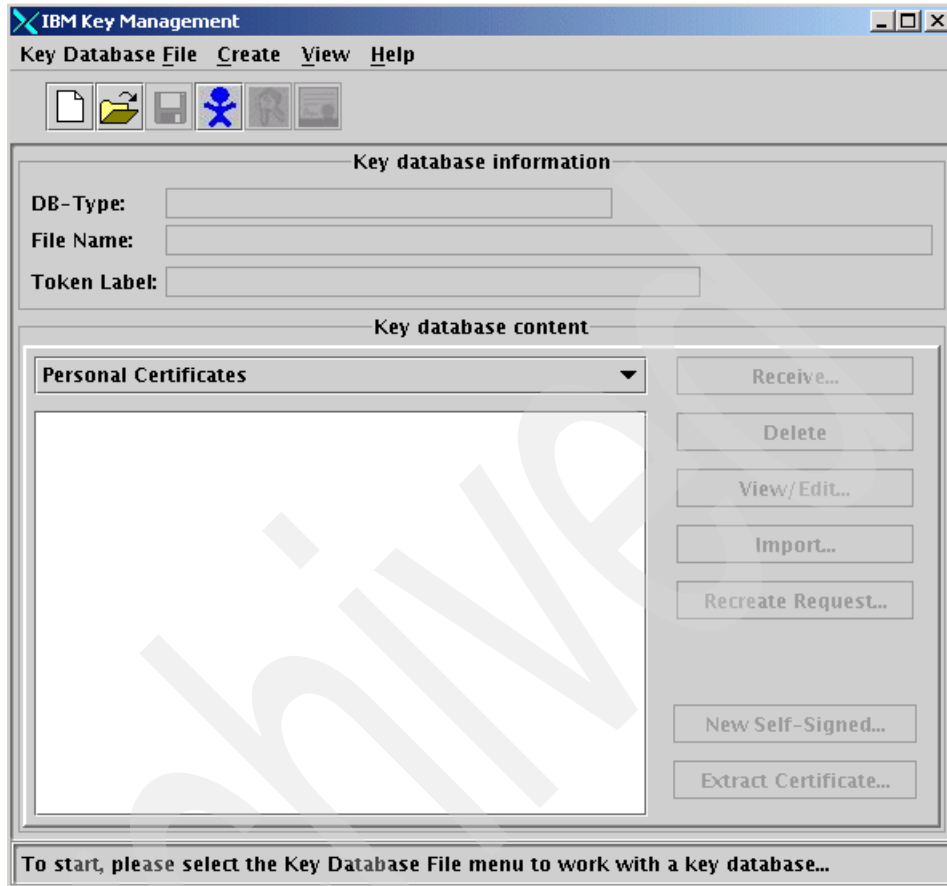 IBM Key Management
Key Database File Create View Help
Key database information
DB-Type:
File Name:
Token Label:
Key database content
Personal Certificates
Receive...
Delete
View/Edit...
Import...
Recreate Request...
New Self-Signed...
Extract Certificate...
To start, please select the Key Database File menu to work with a key database...